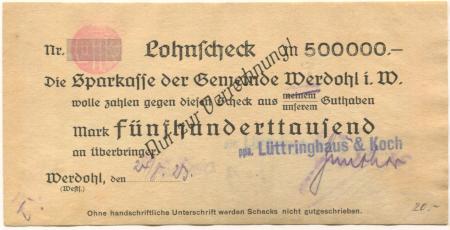 Nr. Lohnscheck m 500000.-
Die Sparkasse der Gemeinde Werdohl i. W.
wolle zahlen gegen diesen Scheck aus meinem unserem Guthaben
Mark fünfhunderttausend
an überbringer
Nur zur Verrechnung!
ppa. Lüttringhaus & Koch
Werdohl, den
(Westf.)
Ohne handschriftliche Unterschrift werden Schecks nicht gutgeschrieben.
20.-